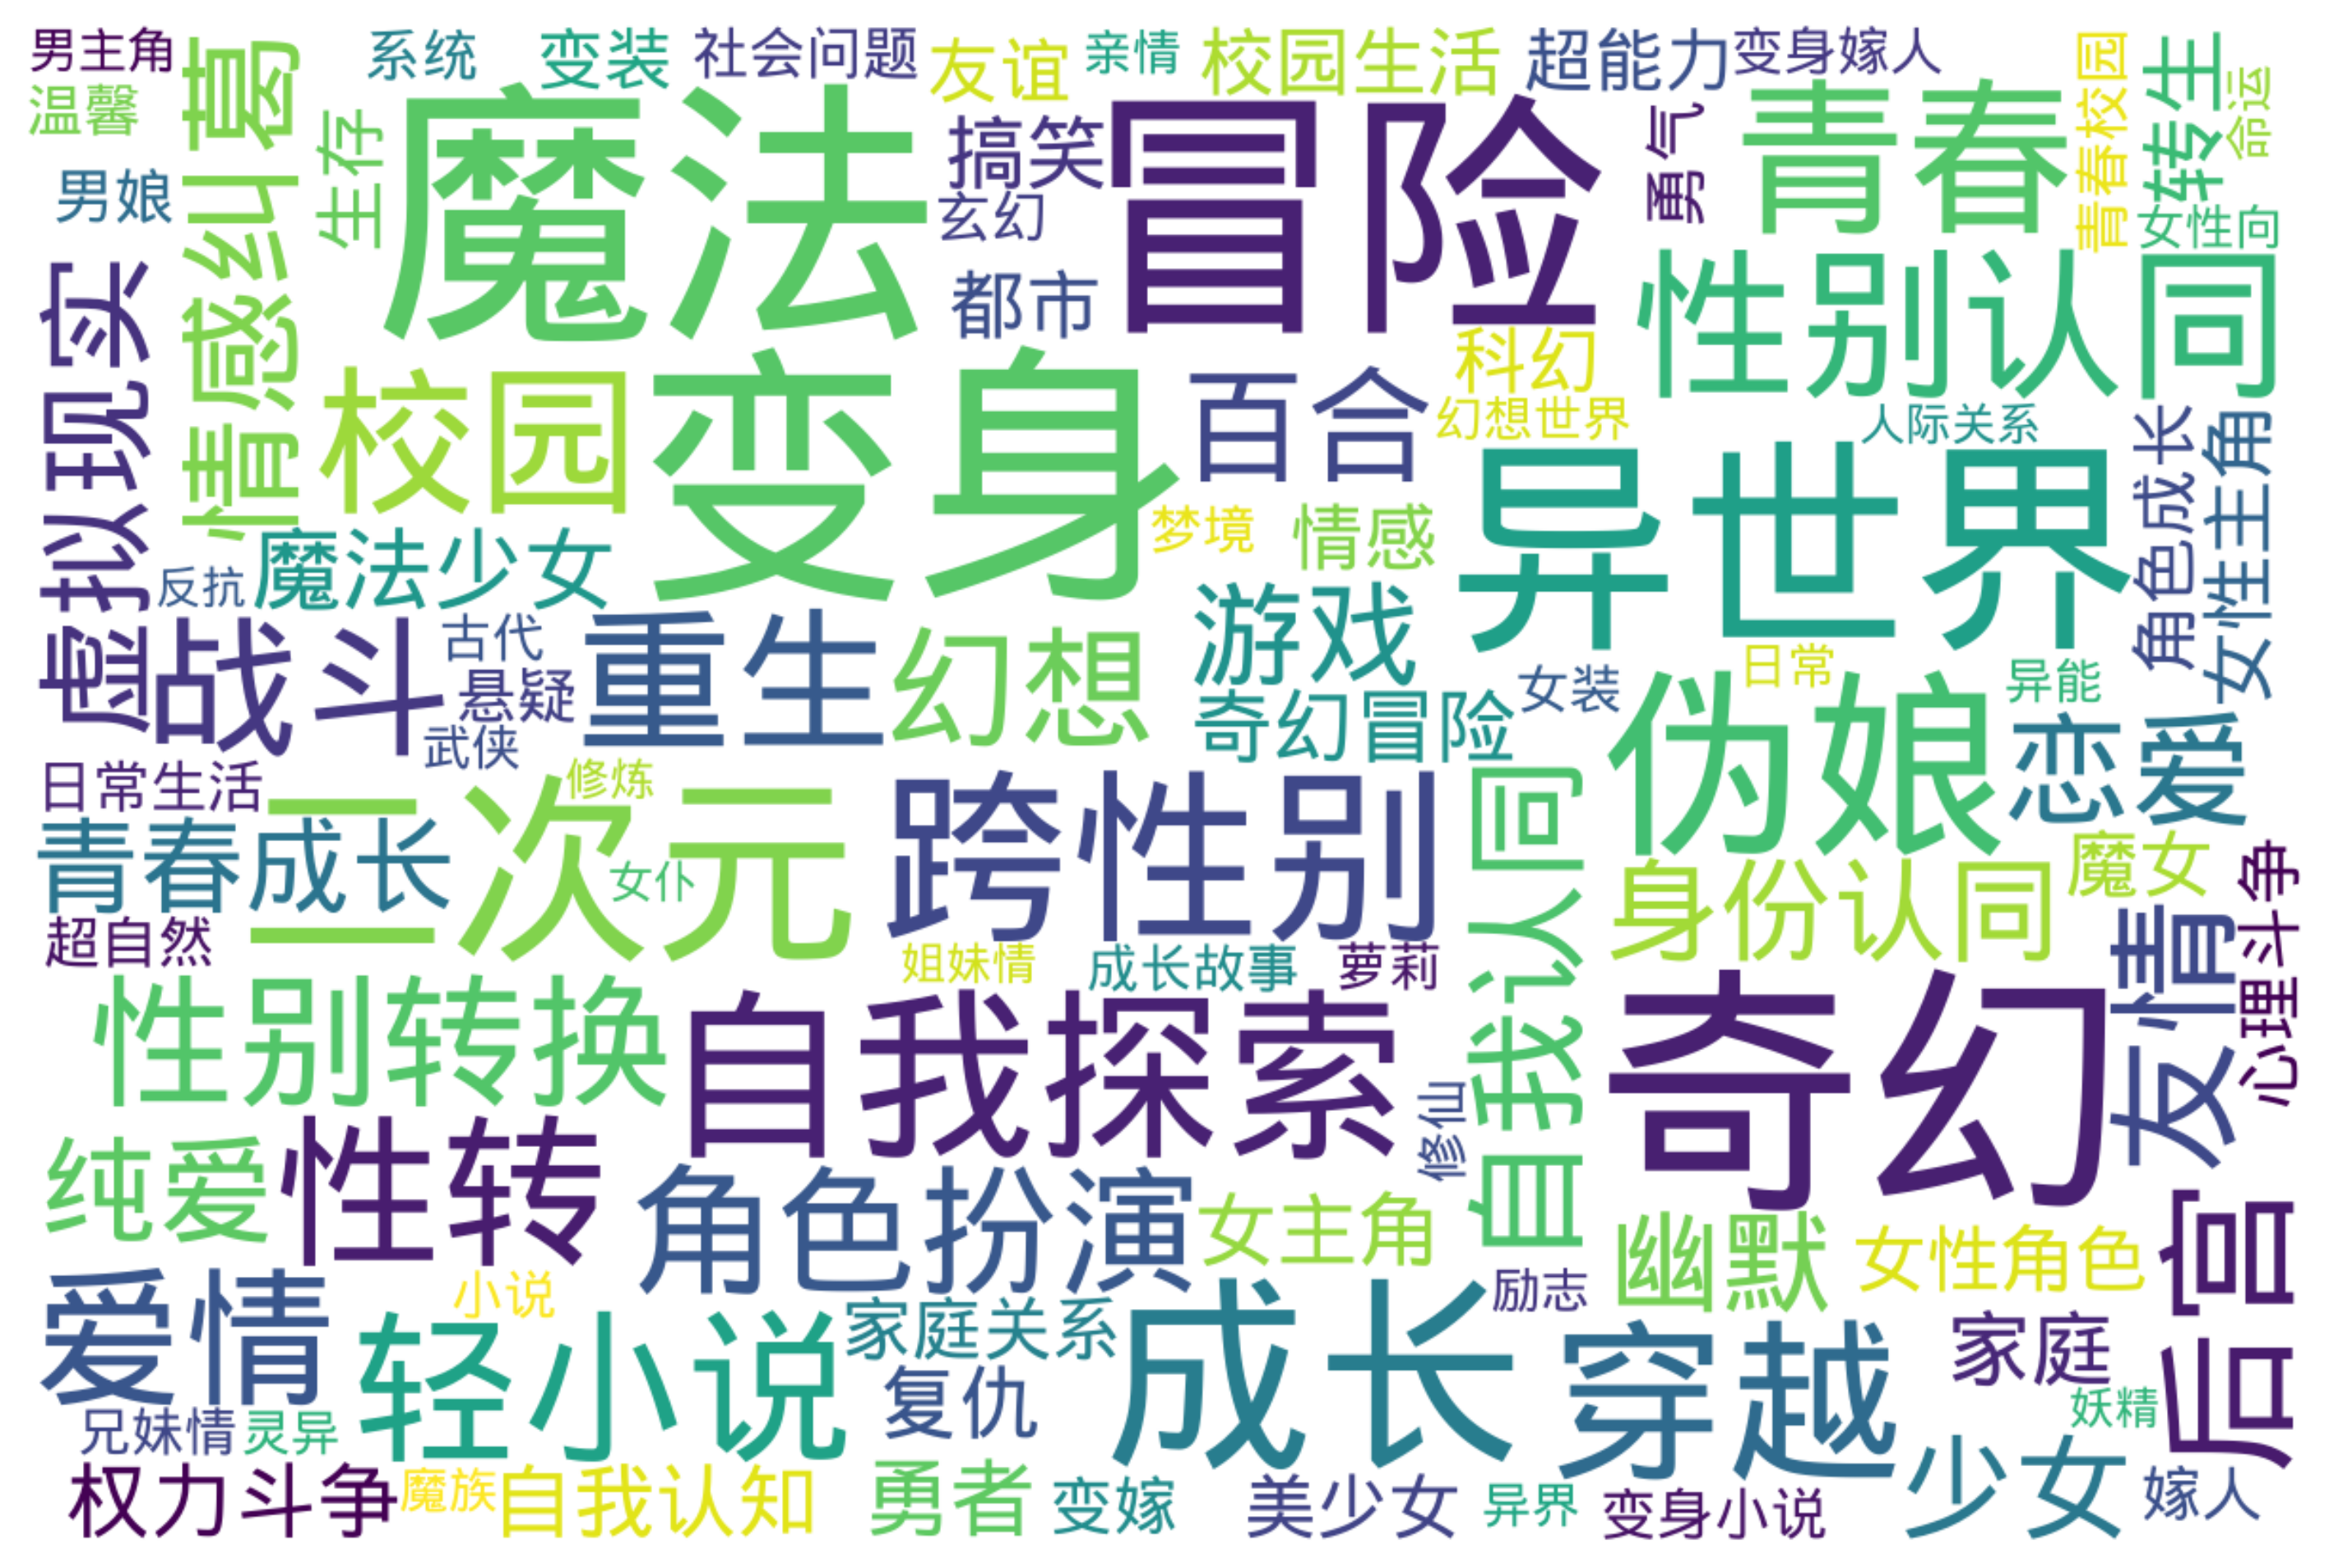 男主角
系统
变装
社会问题
友谊
亲情
校园生活
超能力
变身嫁人
温馨
情感纠葛
生存
魔法
搞笑
冒险
勇气
青春
青春校园
转生
命运
男娘
玄幻
女性向
都市
性别认同
虚拟现实
校园
变身
百合
科幻
幻想世界
人际关系
角色成长
女性主角
异世界
梦境
情感
魔法少女
反抗
战斗
古代
悬疑
武侠
重生
幻想
游戏
奇幻冒险
女装
日常
异能
伪娘
恋爱
日常生活
二次元
修炼
跨性别
自我认同
青春成长
女仆
身份认同
魔女
心理斗争
超自然
姐妹情
成长故事
萝莉
友情
性别转换
自我探索
修仙
奇幻
纯爱
性转
角色扮演
女主角
幽默
女性角色
后宫
爱情
小说
轻小说
家庭关系
励志
成长
穿越
家庭
复仇
妖精
兄妹情
灵异
权力斗争
魔族
自我认知
勇者
变嫁
美少女
异界
变身小说
少女
嫁人